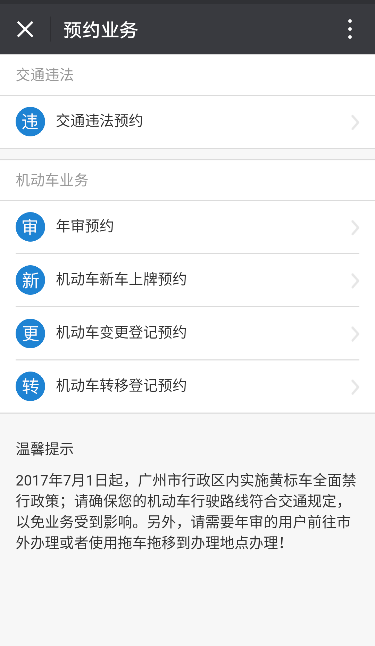 预约业务
交通违法
违 交通违法预约
机动车业务
审 年审预约
新 机动车新车上牌预约
更 机动车变更登记预约
转 机动车转移登记预约
温馨提示
2017年7月1日起，广州市行政区内实施黄标车全面禁
行政策；请确保您的机动车行驶路线符合交通规定，
以免业务受到影响。另外，请需要年审的用户前往市
外办理或者使用拖车拖移到办理地点办理！